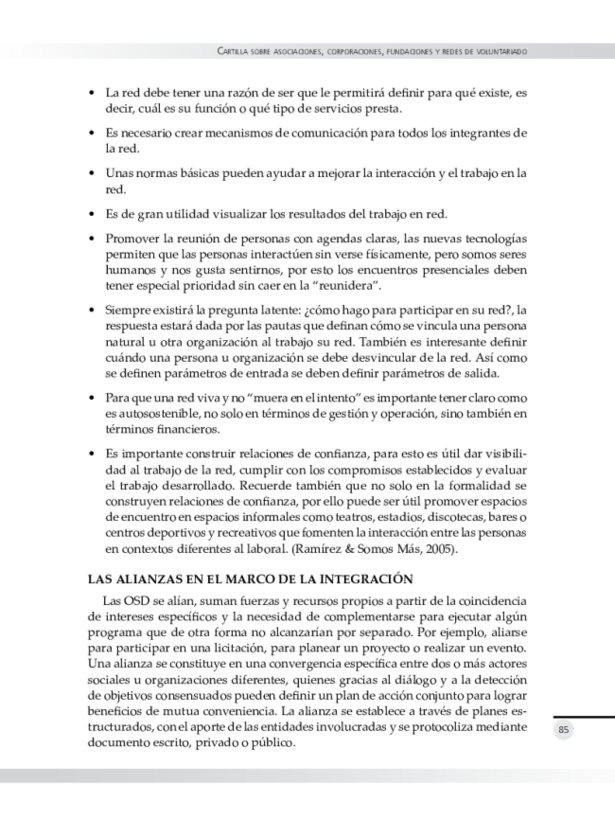 CARTILLA SOBRE ASOCIACIONES, CORPORACIONES, FUNDACIONES Y REDES DE VOLUNTARIADO
• La red debe tener una razón de ser que le permitirá definir para qué existe, es
decir, cuál es su función o qué tipo de servicios presta.
• Es necesario crear mecanismos de comunicación para todos los integrantes de
la red.
• Unas normas básicas pueden ayudar a mejorar la interacción y el trabajo en la
red.
• Es de gran utilidad visualizar los resultados del trabajo en red.
• Promover la reunión de personas con agendas claras, las nuevas tecnologías
permiten que las personas interactúen sin verse físicamente, pero somos seres
humanos y nos gusta sentirnos, por esto los encuentros presenciales deben
tener especial prioridad sin caer en la “reunidera”.
• Siempre existirá la pregunta latente: ¿cómo hago para participar en su red?, la
respuesta estará dada por las pautas que definan cómo se vincula una persona
natural u otra organización al trabajo su red. También es interesante definir
cuándo una persona u organización se debe desvincular de la red. Así como
se definen parámetros de entrada se deben definir parámetros de salida.
• Para que una red viva y no “muera en el intento” es importante tener claro como
es autosostenible, no solo en términos de gestión y operación, sino también en
términos financieros.
• Es importante construir relaciones de confianza, para esto es útil dar visibili-
dad al trabajo de la red, cumplir con los compromisos establecidos y evaluar
el trabajo desarrollado. Recuerde también que no solo en la formalidad se
construyen relaciones de confianza, por ello puede ser útil promover espacios
de encuentro en espacios informales como teatros, estadios, discotecas, bares o
centros deportivos y recreativos que fomenten la interacción entre las personas
en contextos diferentes al laboral. (Ramírez & Somos Más, 2005).
LAS ALIANZAS EN EL MARCO DE LA INTEGRACIÓN
Las OSD se alían, suman fuerzas y recursos propios a partir de la coincidencia
de intereses específicos y la necesidad de complementarse para ejecutar algún
programa que de otra forma no alcanzarían por separado. Por ejemplo, aliarse
para participar en una licitación, para planear un proyecto o realizar un evento.
Una alianza se constituye en una convergencia específica entre dos o más actores
sociales u organizaciones diferentes, quienes gracias al diálogo y a la detección
de objetivos consensuados pueden definir un plan de acción conjunto para lograr
beneficios de mutua conveniencia. La alianza se establece a través de planes es-
tructurados, con el aporte de las entidades involucradas y se protocoliza mediante
documento escrito, privado o público.
85